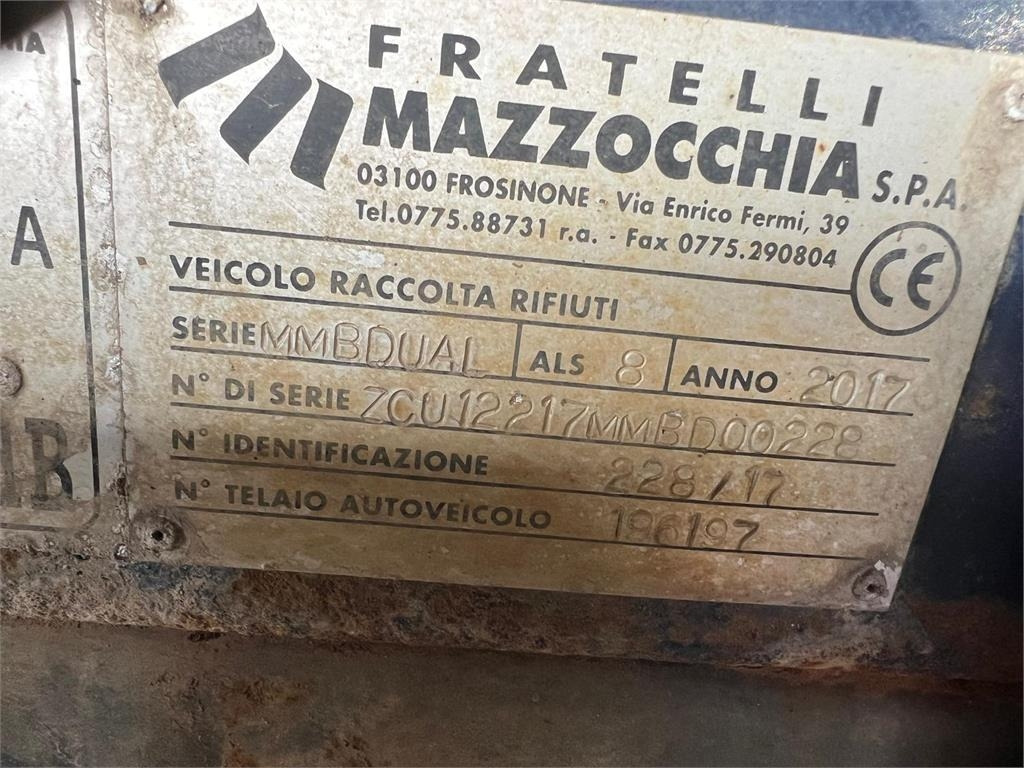 FRATELLI
MAZZOCCHIA S.P.A.
03100 FROSINONE - Via Enrico Fermi, 39
Tel.0775.88731 r.a. - Fax 0775.290804
CE
VEICOLO RACCOLTA RIFIUTI
SERIE MMBDUAL ALS 8 ANNO 2017
N° DI SERIE ZCU12217MMBD00228
N° IDENTIFICAZIONE 228/17
N° TELAIO AUTOVEICOLO 196197
A